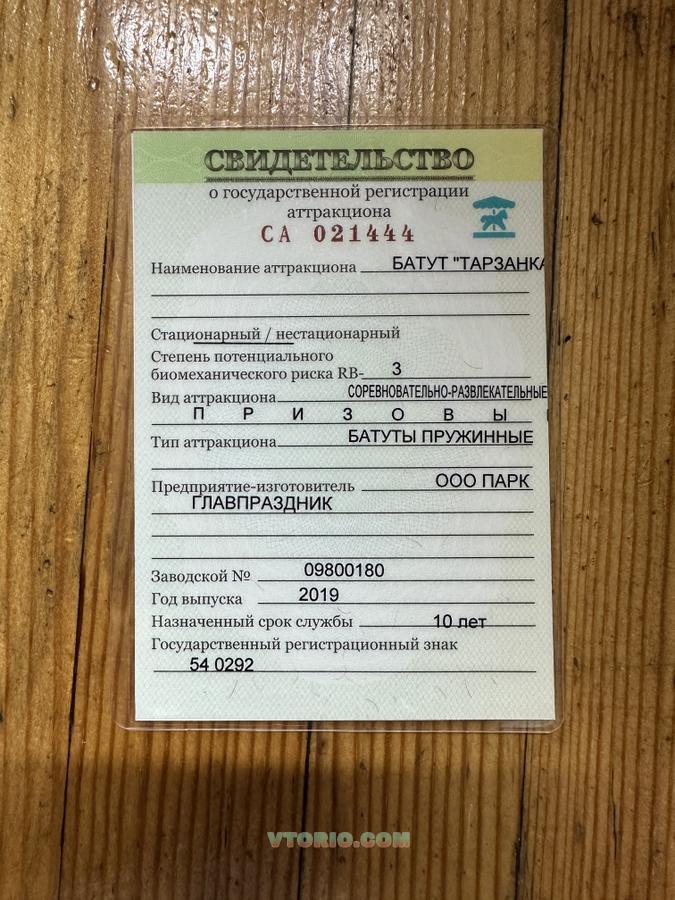 СВИДЕТЕЛЬСТВО
о государственной регистрации
аттракциона
СА 021444
Наименование аттракциона БАТУТ "ТАРЗАНКА
Стационарный / нестационарный
Степень потенциального
биомеханического риска RB- 3
Вид аттракциона СОРЕВНОВАТЕЛЬНО-РАЗВЛЕКАТЕЛЬНЫЕ
П Р И З О В Ы
Тип аттракциона БАТУТЫ ПРУЖИННЫЕ
Предприятие-изготовитель ООО ПАРК
ГЛАВПРАЗДНИК
Заводской № 09800180
Год выпуска 2019
Назначенный срок службы 10 лет
Государственный регистрационный знак
54 0292
VTORIO.COM